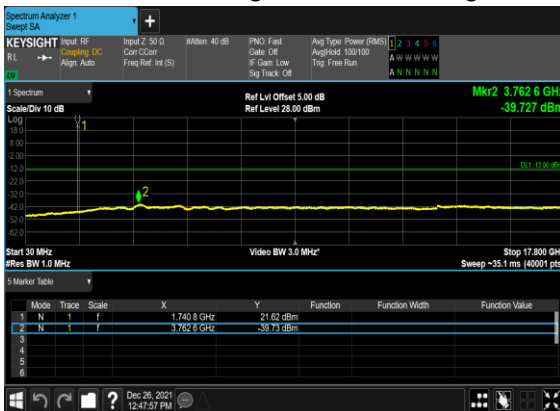 Spectrum Analyzer 1
Swept SA
KEYSIGHT Input: RF Input Z: 50 Ω #Atten: 40 dB PNO: Fast Avg Type: Power (RMS) 1 2 3 4 5 6
RL Coupling: DC Corr CCorr Gate: Off Avg|Hold: 100/100 A W W W W W
Align: Auto Freq Ref: Int (S) IF Gain: Low Trig: Free Run
Sig Track: Off A N N N N N
1 Spectrum Ref Lvl Offset 5.00 dB Mkr2 3.762 6 GHz
Scale/Div 10 dB Ref Level 28.00 dBm -39.727 dBm
Log
18.0
8.00
-2.00
-12.0
-22.0
-32.0
-42.0
-52.0
-62.0
1
2
DL1 -13.00 dBm
Start 30 MHz Video BW 3.0 MHz* Stop 17.800 GHz
#Res BW 1.0 MHz Sweep ~35.1 ms (40001 pts)
5 Marker Table
Mode Trace Scale X Y Function Function Width Function Value
1 N 1 f 1.740 8 GHz 21.62 dBm
2 N 1 f 3.762 6 GHz -39.73 dBm
3
4
5
6
? Dec 26, 2021
12:47:57 PM